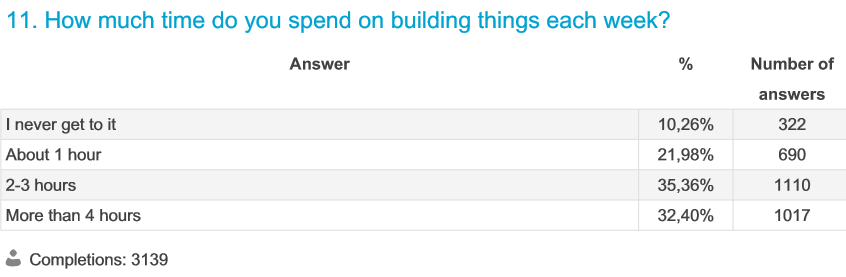 11. How much time do you spend on building things each week?
Answer % Number of
answers
I never get to it 10,26% 322
About 1 hour 21,98% 690
2-3 hours 35,36% 1110
More than 4 hours 32,40% 1017
Completions: 3139